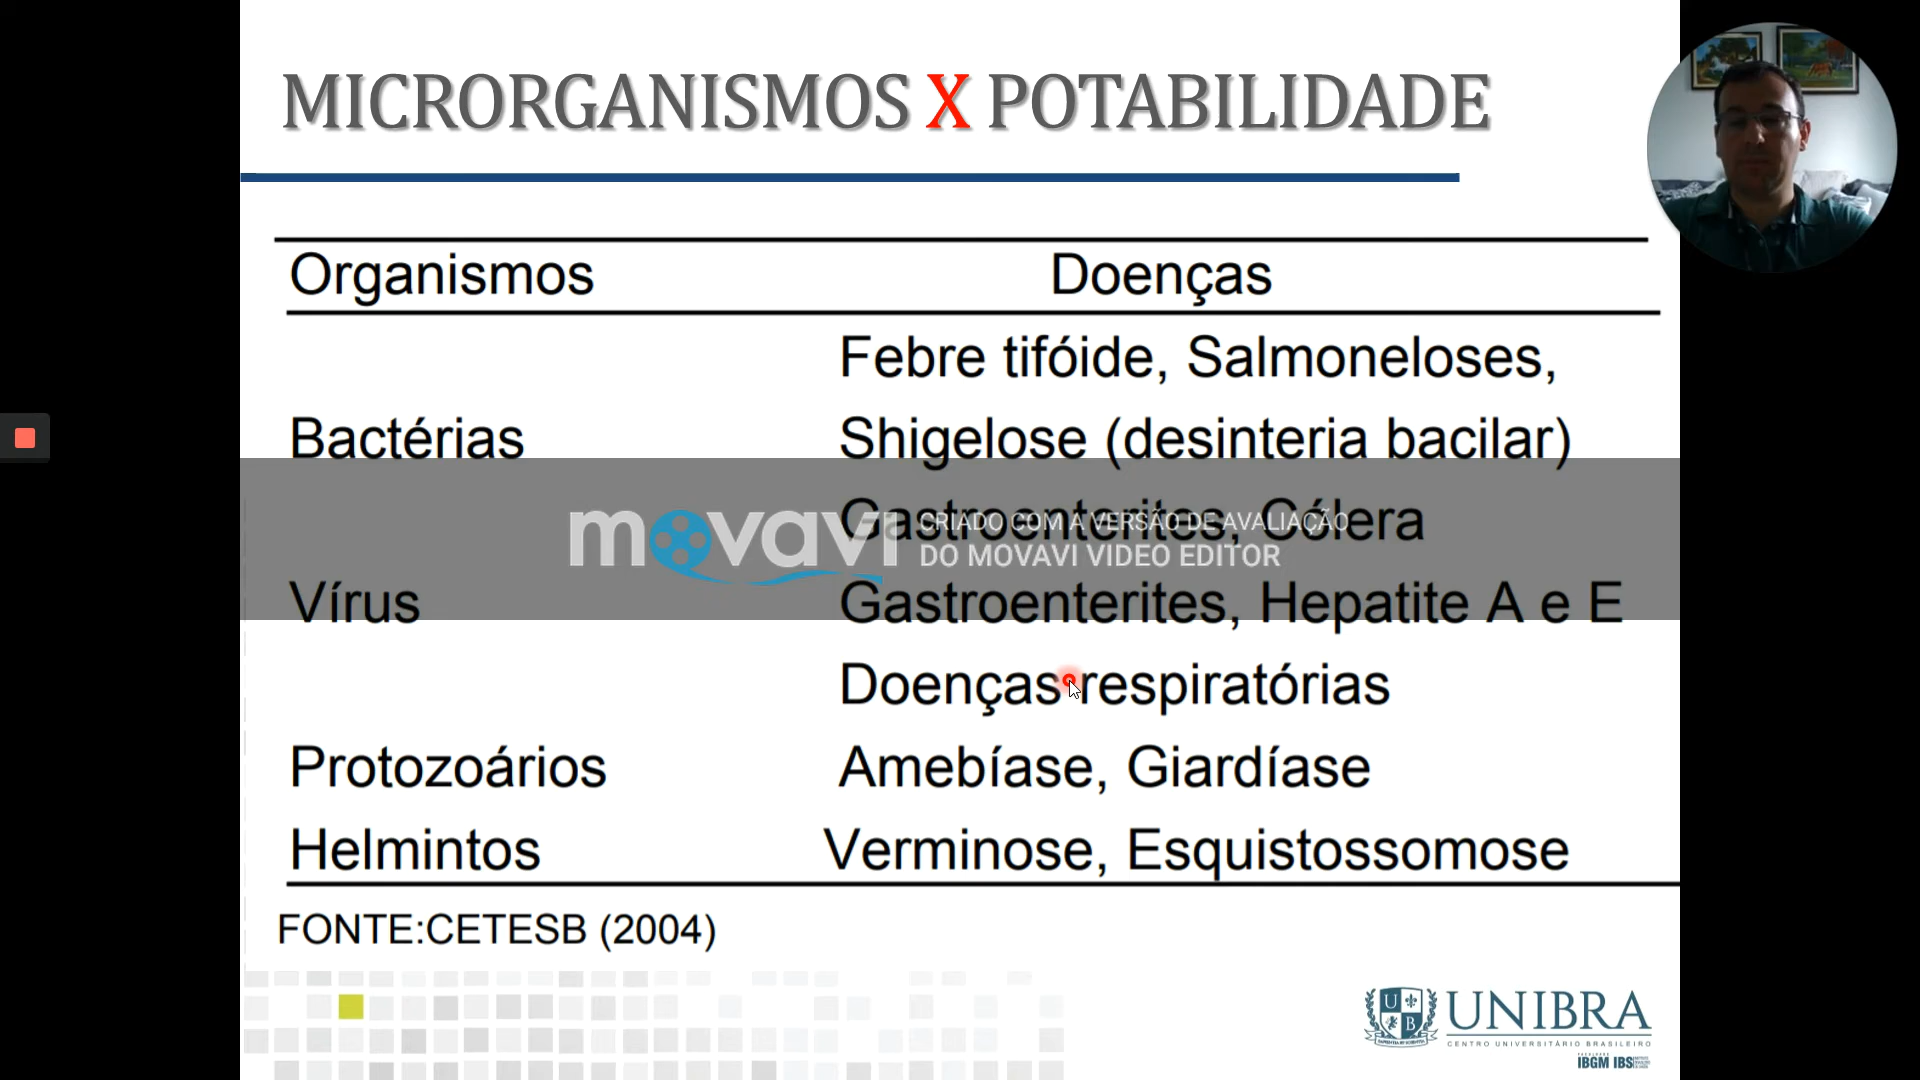 MICRORGANISMOS X POTABILIDADE
Organismos Doenças
Febre tifóide, Salmoneloses,
Bactérias Shigelose (desinteria bacilar)
Gastroenterites, Cólera
movavi CRIADO COM A VERSÃO DE AVALIAÇÃO
DO MOVAVI VIDEO EDITOR
Vírus Gastroenterites, Hepatite A e E
Doenças respiratórias
Protozoários Amebíase, Giardíase
Helmintos Verminose, Esquistossomose
FONTE:CETESB (2004)
U
B
UNIBRA
CENTRO UNIVERSITÁRIO BRASILEIRO
IBGM IBS